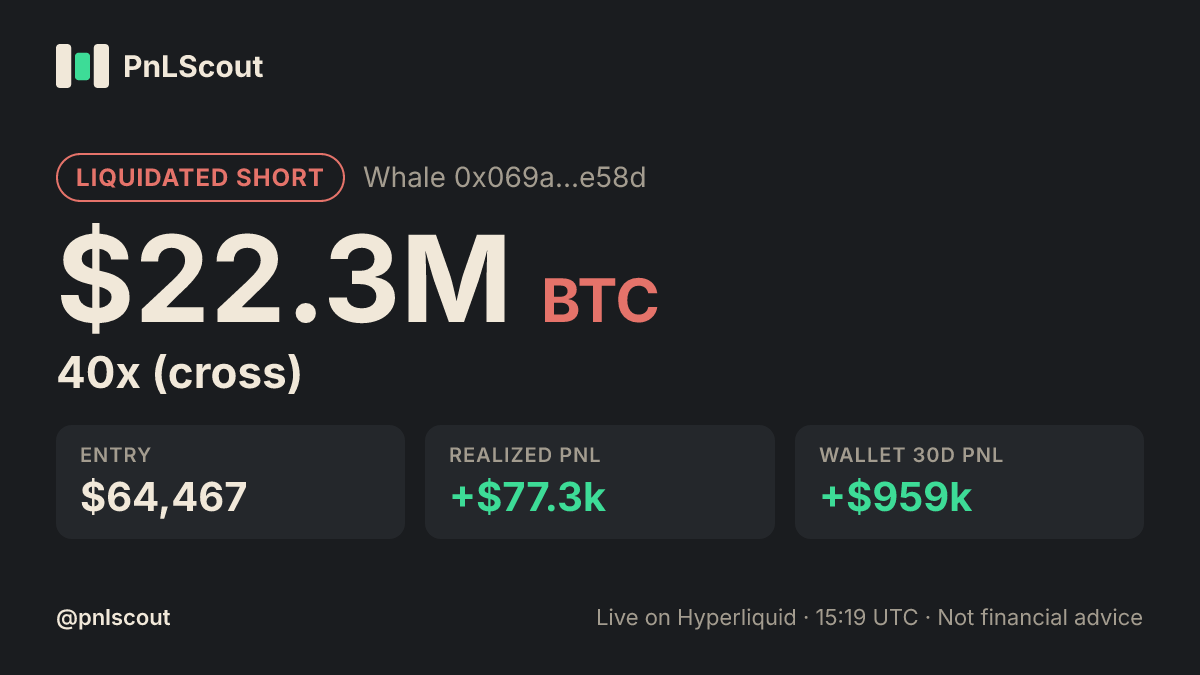 PnLScout
LIQUIDATED SHORT Whale 0x069a...e58d
$22.3M BTC
40x (cross)
ENTRY REALIZED PNL WALLET 30D PNL
$64,467 +$77.3k +$959k
@pnlscout Live on Hyperliquid · 15:19 UTC · Not financial advice